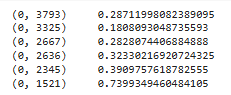 (0, 3793) 0.28711998082389095
(0, 3325) 0.1808093048735593
(0, 2667) 0.2828074406884888
(0, 2636) 0.32330216920724325
(0, 2345) 0.3909757618782555
(0, 1521) 0.7399349460484105